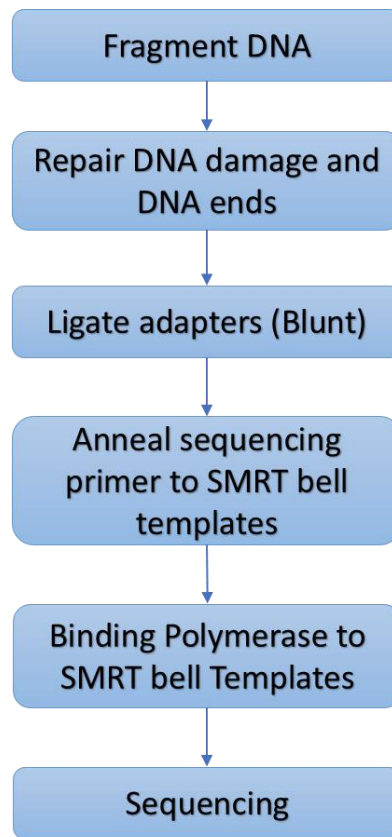 Fragment DNA
Repair DNA damage and
DNA ends
Ligate adapters (Blunt)
Anneal sequencing
primer to SMRT bell
templates
Binding Polymerase to
SMRT bell Templates
Sequencing